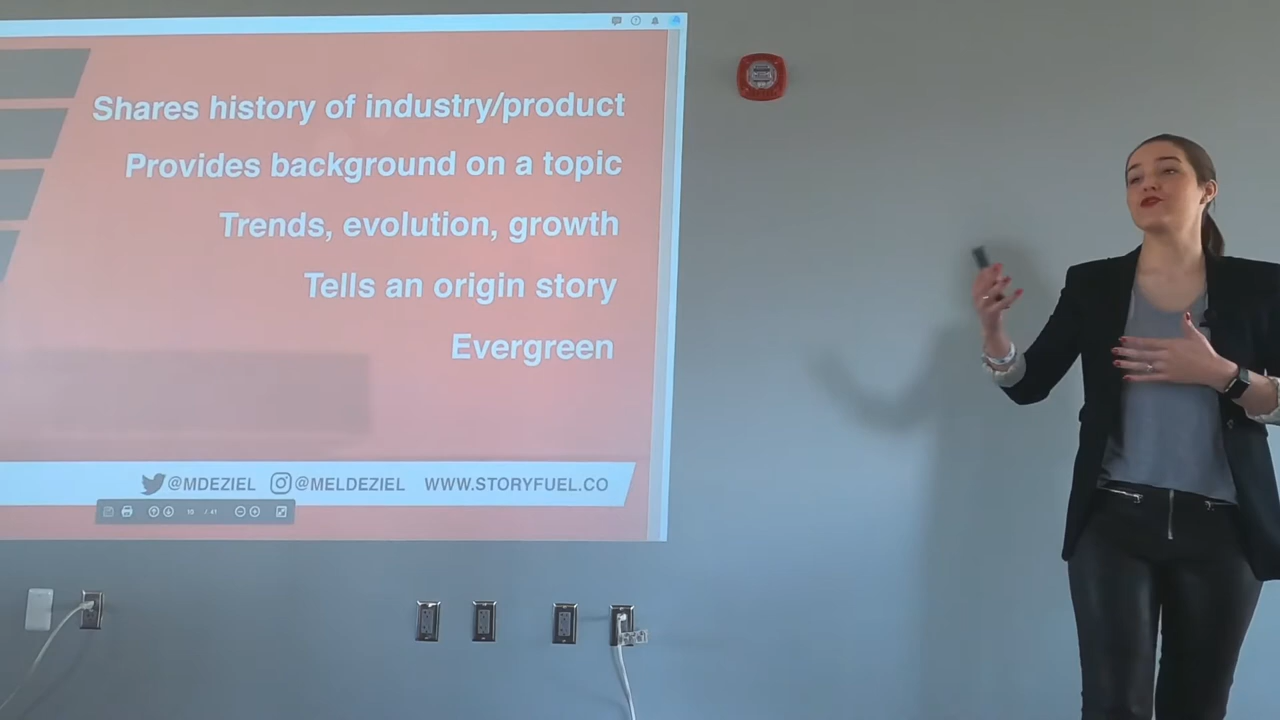 Shares history of industry/product
Provides background on a topic
Trends, evolution, growth
Tells an origin story
Evergreen
@MDEZIEL @MELDEZIEL WWW.STORYFUEL.CO
/ 41